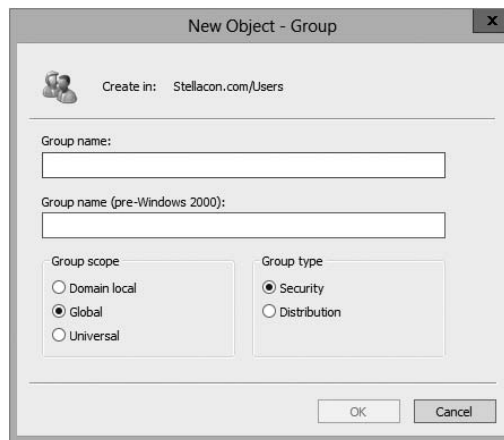 New Object - Group
x
Create in: Stellacon.com/Users
Group name:
Group name (pre-Windows 2000):
Group scope
Domain local
Global
Universal
Group type
Security
Distribution
OK
Cancel